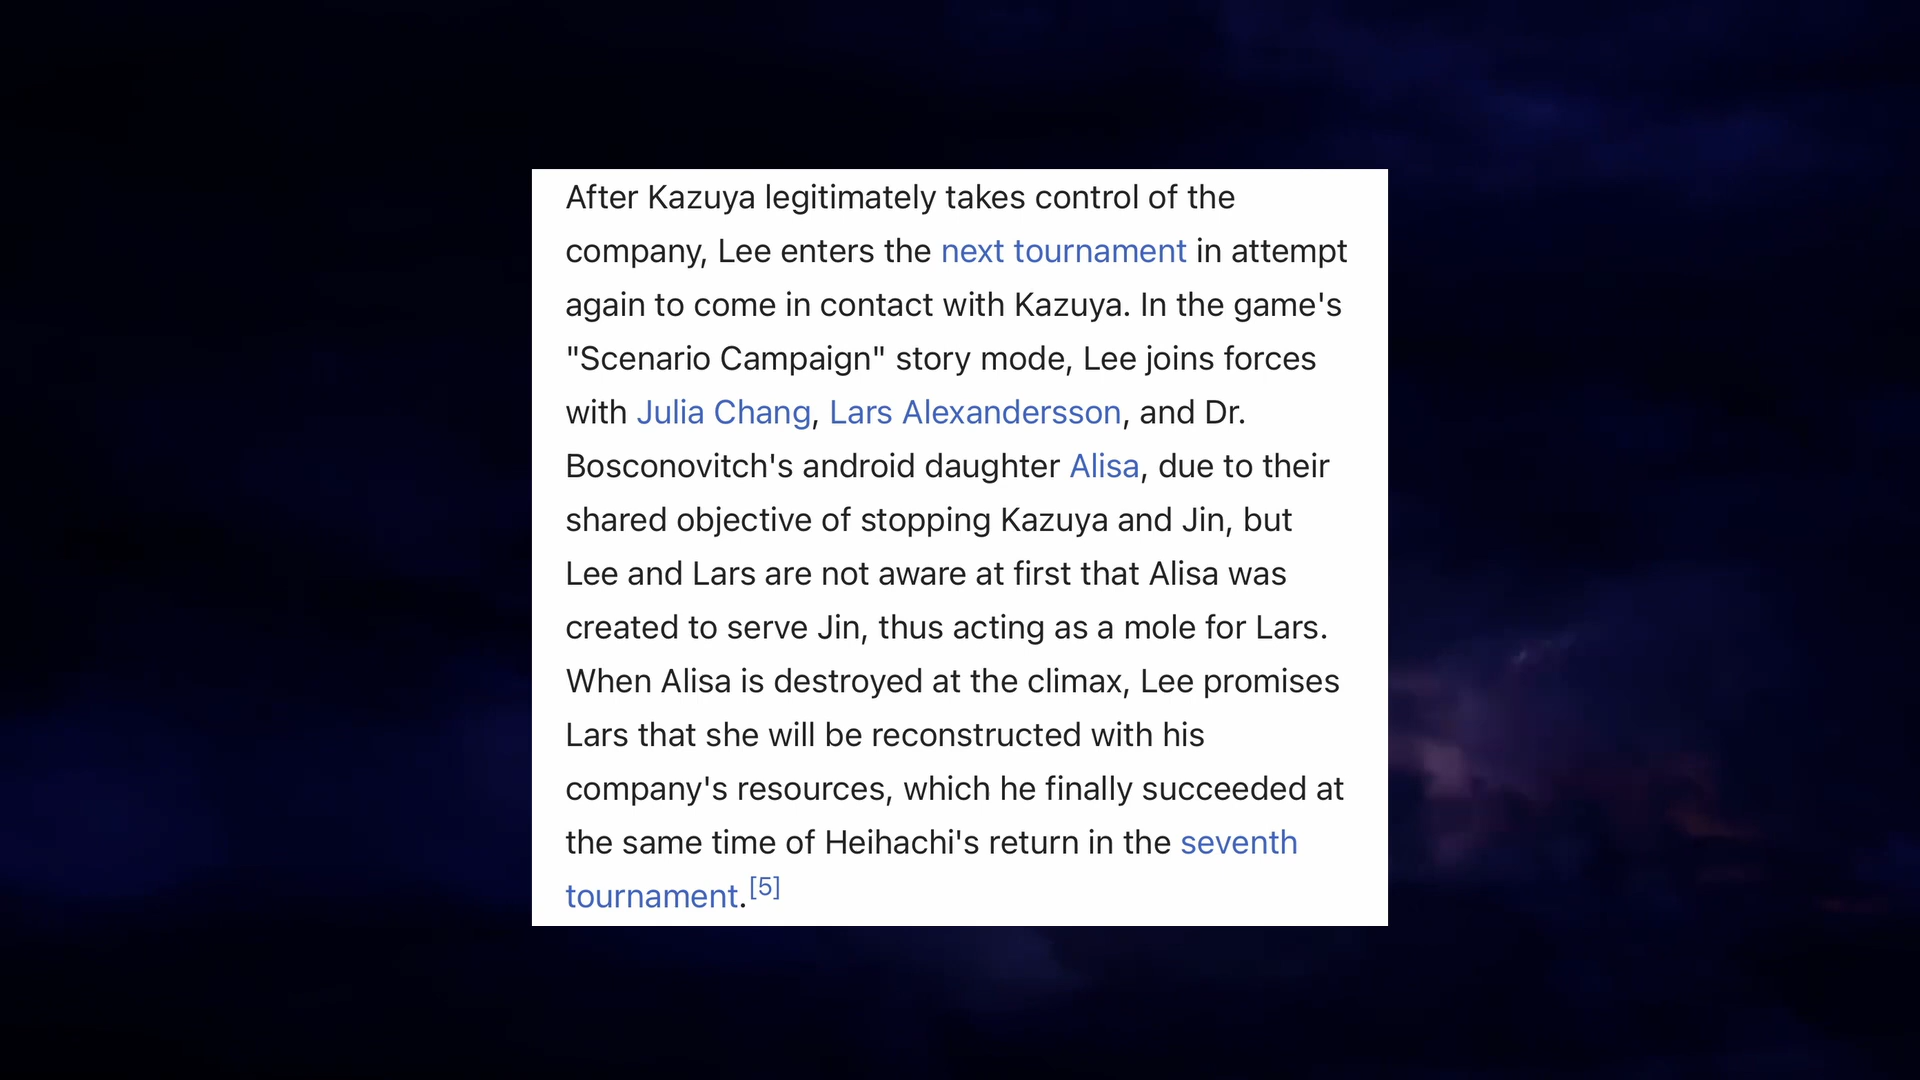 After Kazuya legitimately takes control of the
company, Lee enters the next tournament in attempt
again to come in contact with Kazuya. In the game's
"Scenario Campaign" story mode, Lee joins forces
with Julia Chang, Lars Alexandersson, and Dr.
Bosconovitch's android daughter Alisa, due to their
shared objective of stopping Kazuya and Jin, but
Lee and Lars are not aware at first that Alisa was
created to serve Jin, thus acting as a mole for Lars.
When Alisa is destroyed at the climax, Lee promises
Lars that she will be reconstructed with his
company's resources, which he finally succeeded at
the same time of Heihachi's return in the seventh
tournament.[5]